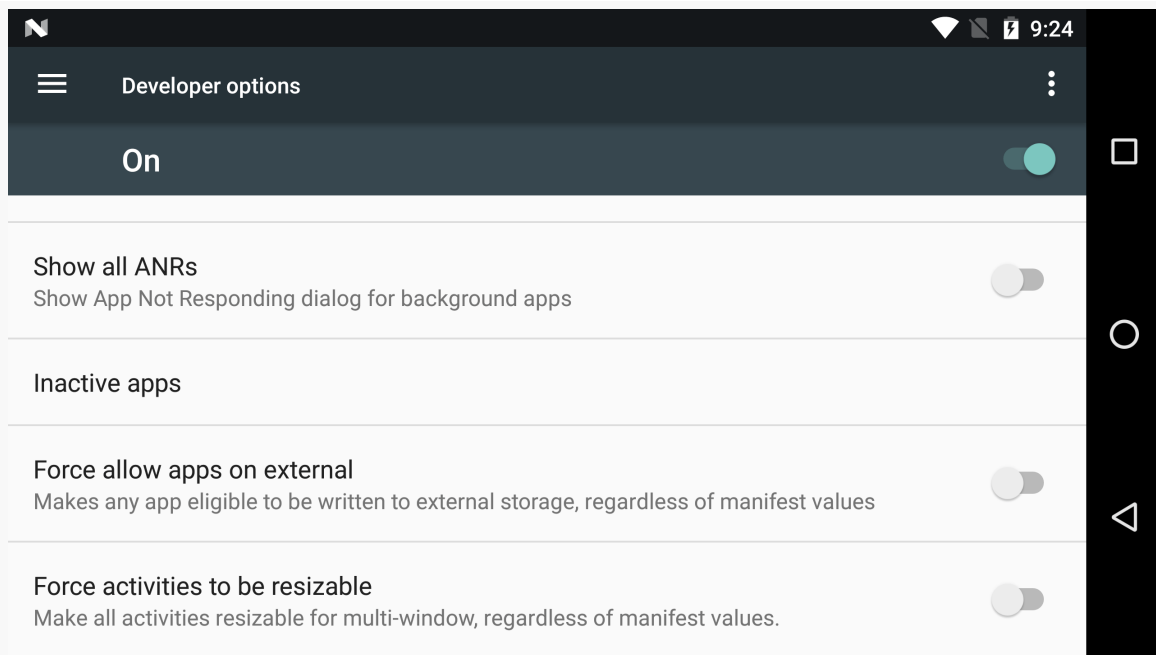 9:24
Developer options
On
Show all ANRs
Show App Not Responding dialog for background apps
Inactive apps
Force allow apps on external
Makes any app eligible to be written to external storage, regardless of manifest values
Force activities to be resizable
Make all activities resizable for multi-window, regardless of manifest values.